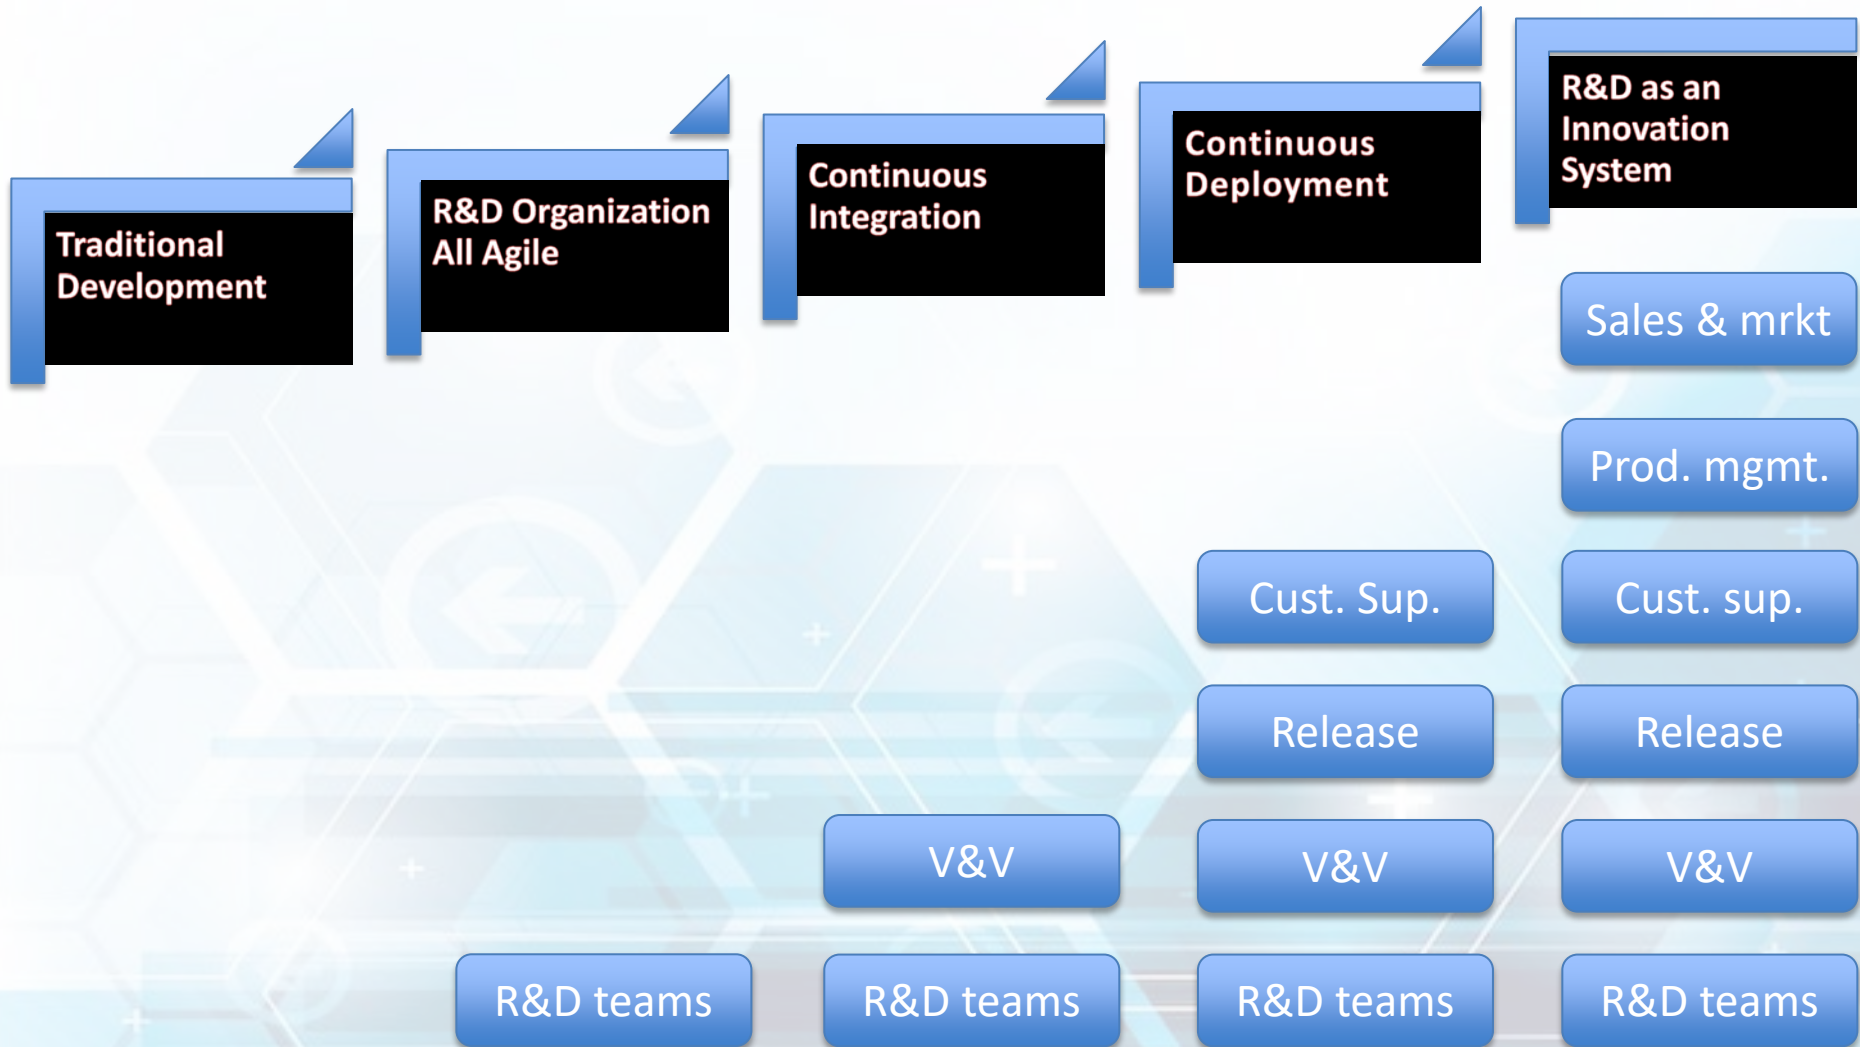 Traditional
Development
R&D Organization
All Agile
Continuous
Integration
Continuous
Deployment
R&D as an
Innovation
System
Sales & mrkt
Prod. mgmt.
Cust. Sup.
Cust. sup.
Release
Release
V&V
V&V
V&V
R&D teams
R&D teams
R&D teams
R&D teams